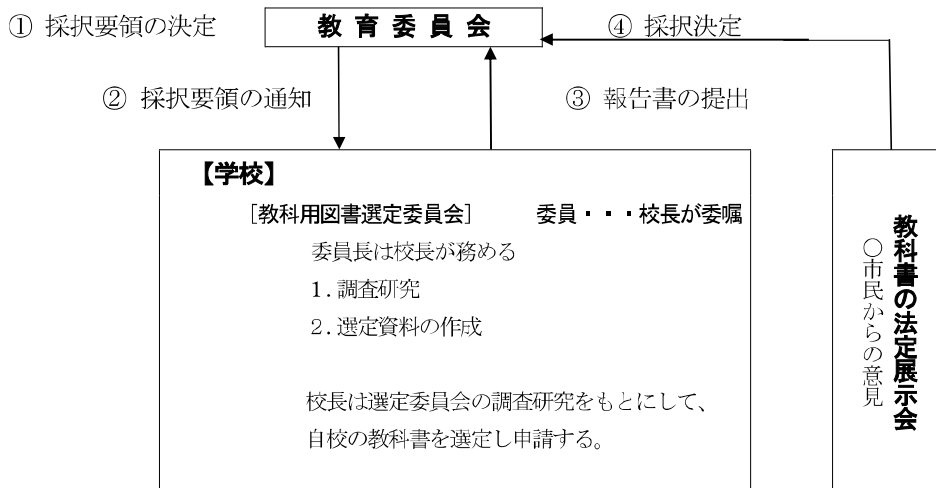 ① 採択要領の決定
教育委員会
④ 採択決定
② 採択要領の通知
③ 報告書の提出
【学校】
［教科用図書選定委員会］ 委員・・・校長が委嘱
委員長は校長が務める
1．調査研究
2．選定資料の作成
校長は選定委員会の調査研究をもとにして、
自校の教科書を選定し申請する。
教科書の法定展示会
○市民からの意見